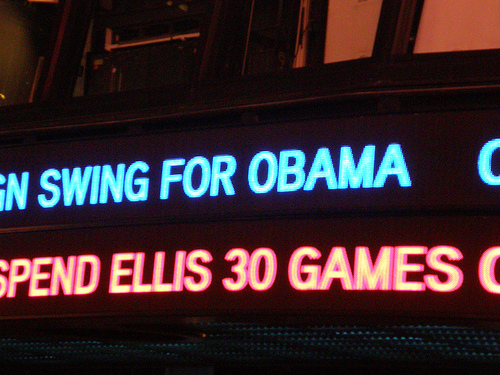 GN SWING FOR OBAMA
SPEND ELLIS 30 GAMES